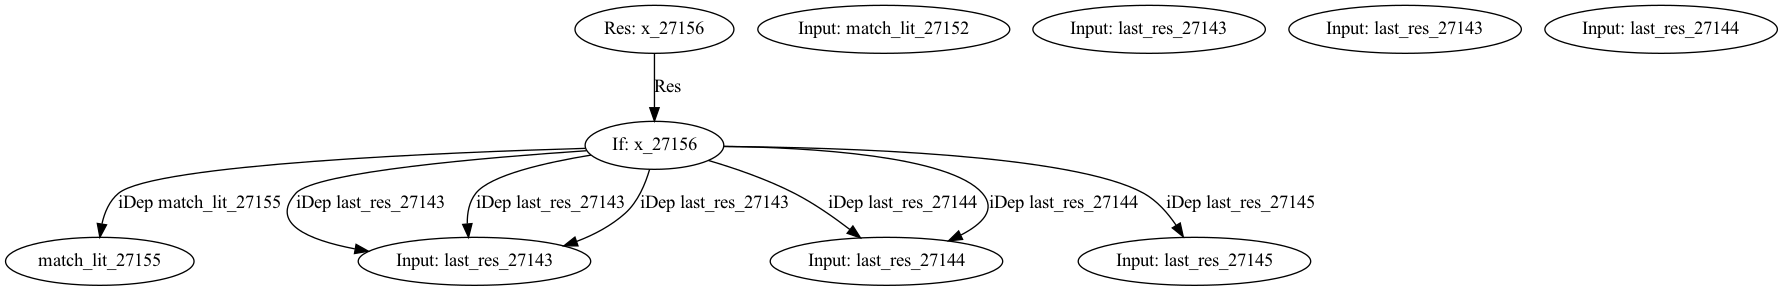 Res: x_27156
Input: match_lit_27152
Input: last_res_27143
Input: last_res_27143
Input: last_res_27144
Res
If: x_27156
iDep match_lit_27155
iDep last_res_27143
iDep last_res_27143
iDep last_res_27143
iDep last_res_27144
iDep last_res_27144
iDep last_res_27145
match_lit_27155
Input: last_res_27143
Input: last_res_27144
Input: last_res_27145